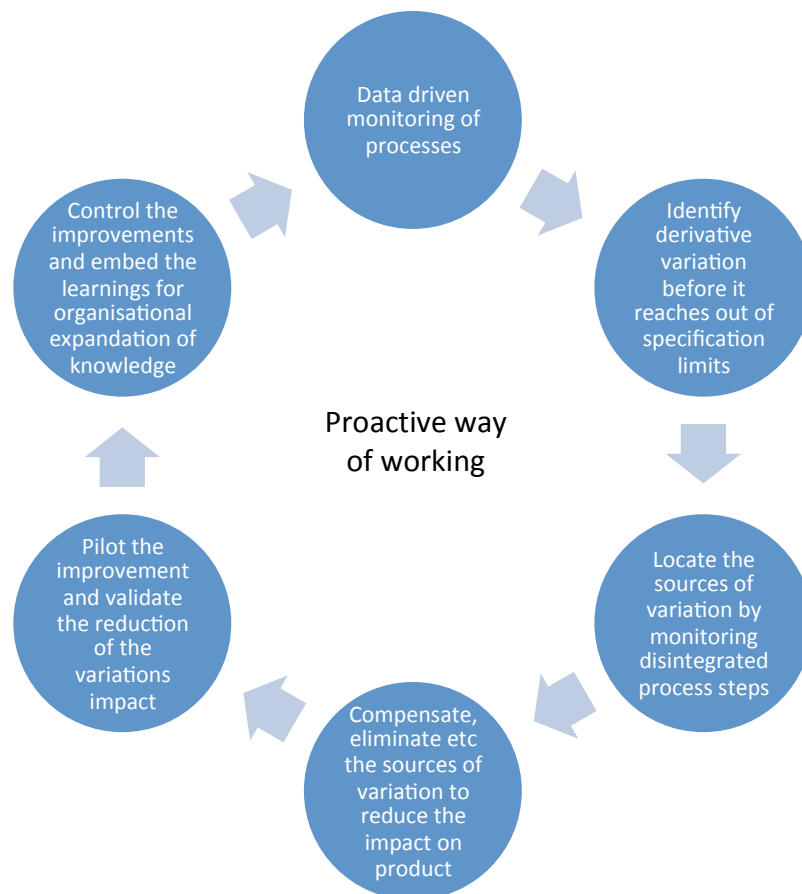 Data driven
monitoring of
processes
Identify
derivative
variation
before it
reaches out of
specification
limits
Locate the
sources of
variation by
monitoring
disintegrated
process steps
Compensate,
eliminate etc
the sources of
variation to
reduce the
impact on
product
Pilot the
improvement
and validate
the reduction
of the
variations
impact
Control the
improvements
and embed the
learnings for
organisational
expandation of
knowledge
Proactive way
of working